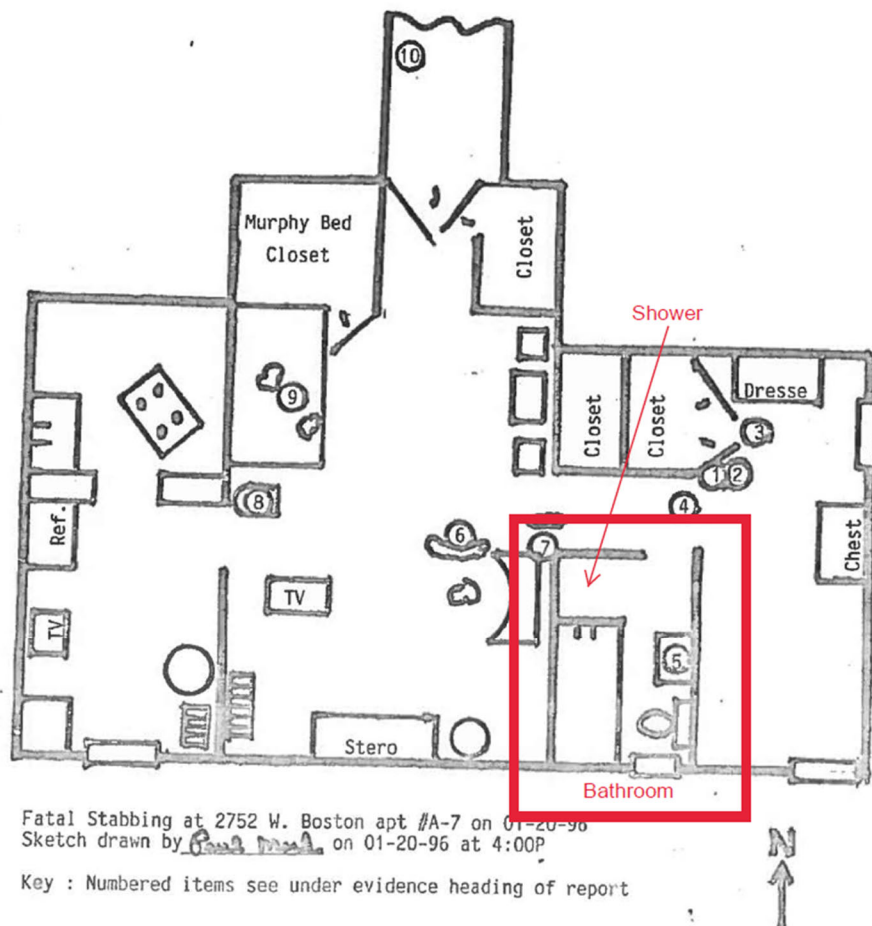 10
Murphy Bed
Closet
Closet
Shower
Dresse
9
Closet
Closet
3
1 2
8
4
Ref.
6
7
Chest
TV
TV
5
Stero
Bathroom
Fatal Stabbing at 2752 W. Boston apt #A-7 on 01-20-96
Sketch drawn by on 01-20-96 at 4:00P
N
Key : Numbered items see under evidence heading of report